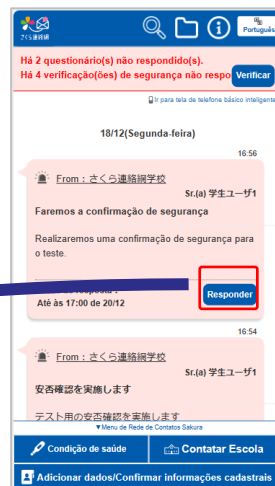 さくら連絡網
Português
Há 2 questionário(s) não respondido(s).
Há 4 verificação(ões) de segurança não respo
Verificar
Ir para tela de telefone básico inteligente
18/12(Segunda-feira)
16:56
From：さくら連絡網学校
Sr.(a) 学生ユーザ1
Faremos a confirmação de segurança
Realizaremos uma confirmação de segurança para
o teste.
Até às 17:00 de 20/12
Responder
16:54
From：さくら連絡網学校
Sr.(a) 学生ユーザ1
安否確認を実施します
テスト用の安否確認を実施します
▼Menu de Rede de Contatos Sakura
Condição de saúde
Contatar Escola
Adicionar dados/Confirmar informações cadastrais